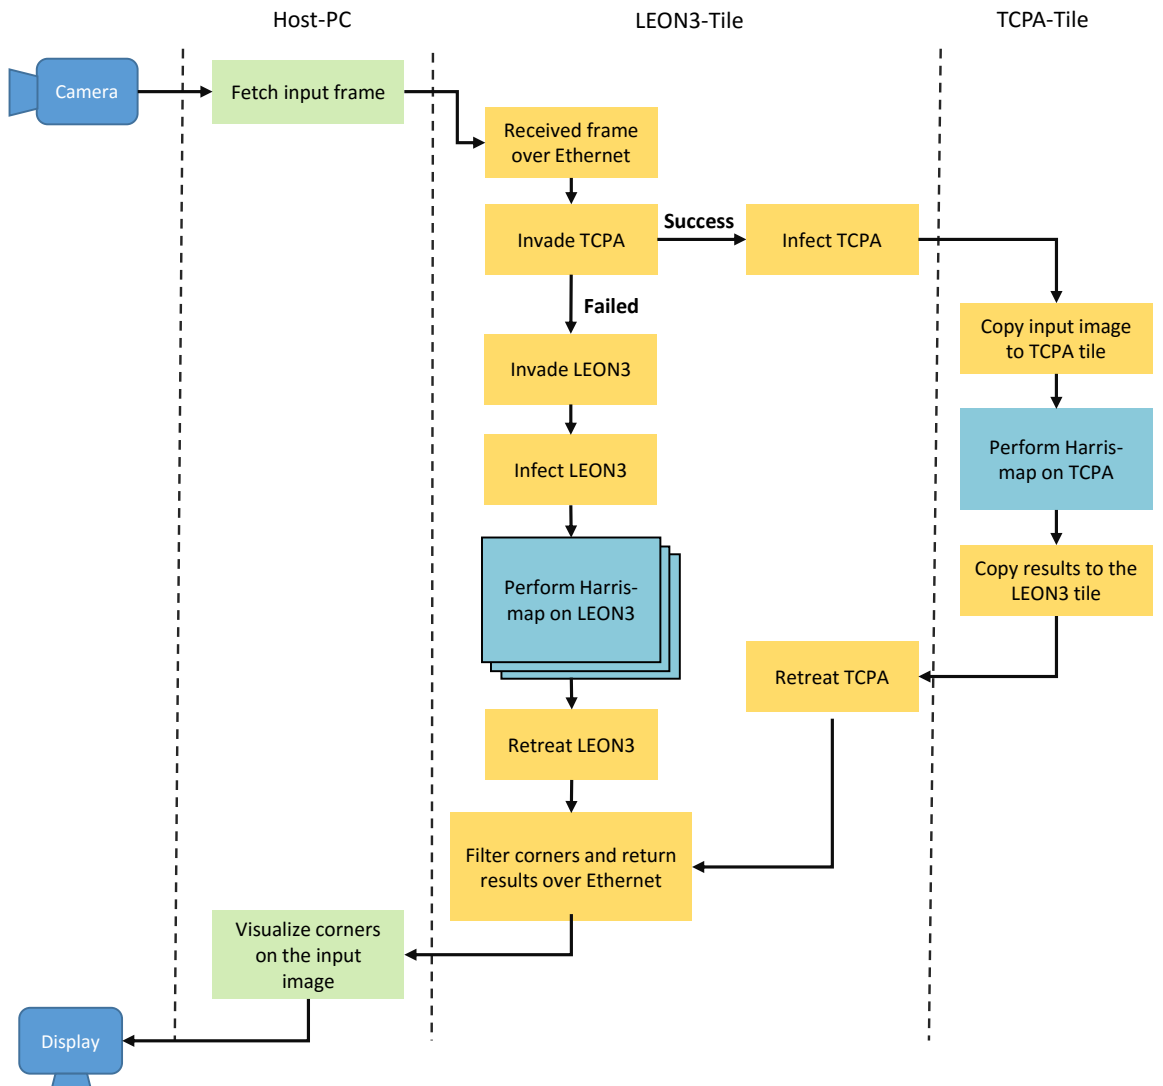 Host-PC
LEON3-Tile
TCPA-Tile
Camera
Fetch input frame
Received frame
over Ethernet
Invade TCPA
Success
Infect TCPA
Failed
Copy input image
to TCPA tile
Invade LEON3
Perform Harris-
map on TCPA
Infect LEON3
Copy results to the
LEON3 tile
Perform Harris-
map on LEON3
Retreat TCPA
Retreat LEON3
Filter corners and return
results over Ethernet
Visualize corners
on the input
image
Display